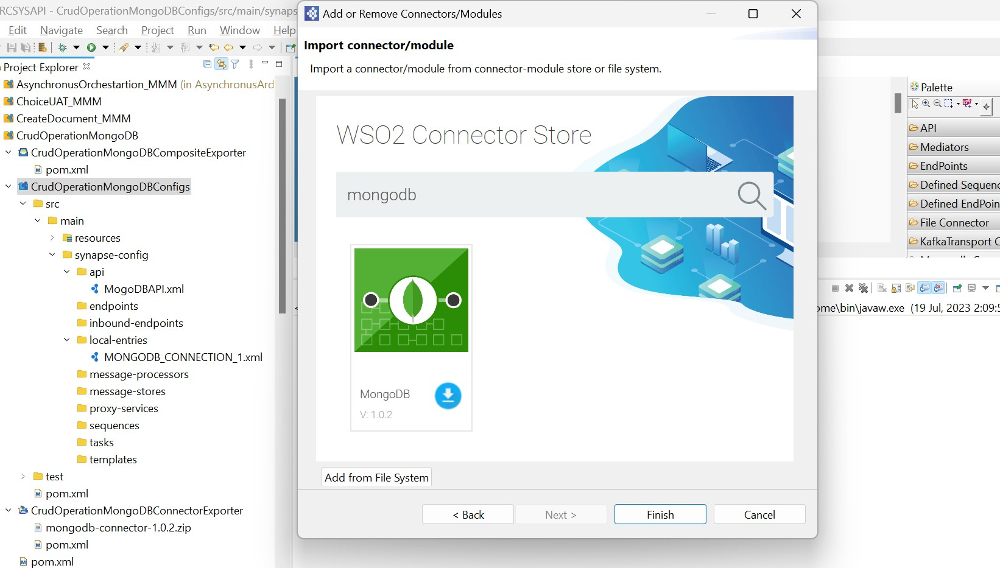 RCSYSAPI - CrudOperationMongoDBConfigs/src/main/synaps
Edit Navigate Search Project Run Window Help
Project Explorer
AsynchronusOrchestartion_MMM (in AsynchronusArcl
ChoiceUAT_MMM
CreateDocument_MMM
CrudOperationMongoDB
CrudOperationMongoDBCompositeExporter
pom.xml
CrudOperationMongoDBConfigs
src
main
resources
synapse-config
api
MogoDBAPI.xml
endpoints
inbound-endpoints
local-entries
MONGODB_CONNECTION_1.xml
message-processors
message-stores
proxy-services
sequences
tasks
templates
test
pom.xml
CrudOperationMongoDBConnectorExporter
mongodb-connector-1.0.2.zip
pom.xml
pom.xml
Add or Remove Connectors/Modules
Import connector/module
Import a connector/module from connector-module store or file system.
WSO2 Connector Store
mongodb
MongoDB
V: 1.0.2
Add from File System
< Back Next > Finish Cancel
Palette
API
Mediators
EndPoints
Defined Sequenc
Defined EndPoin
File Connector
KafkaTransport C
ome\bin\javaw.exe (19 Jul, 2023 2:09:5